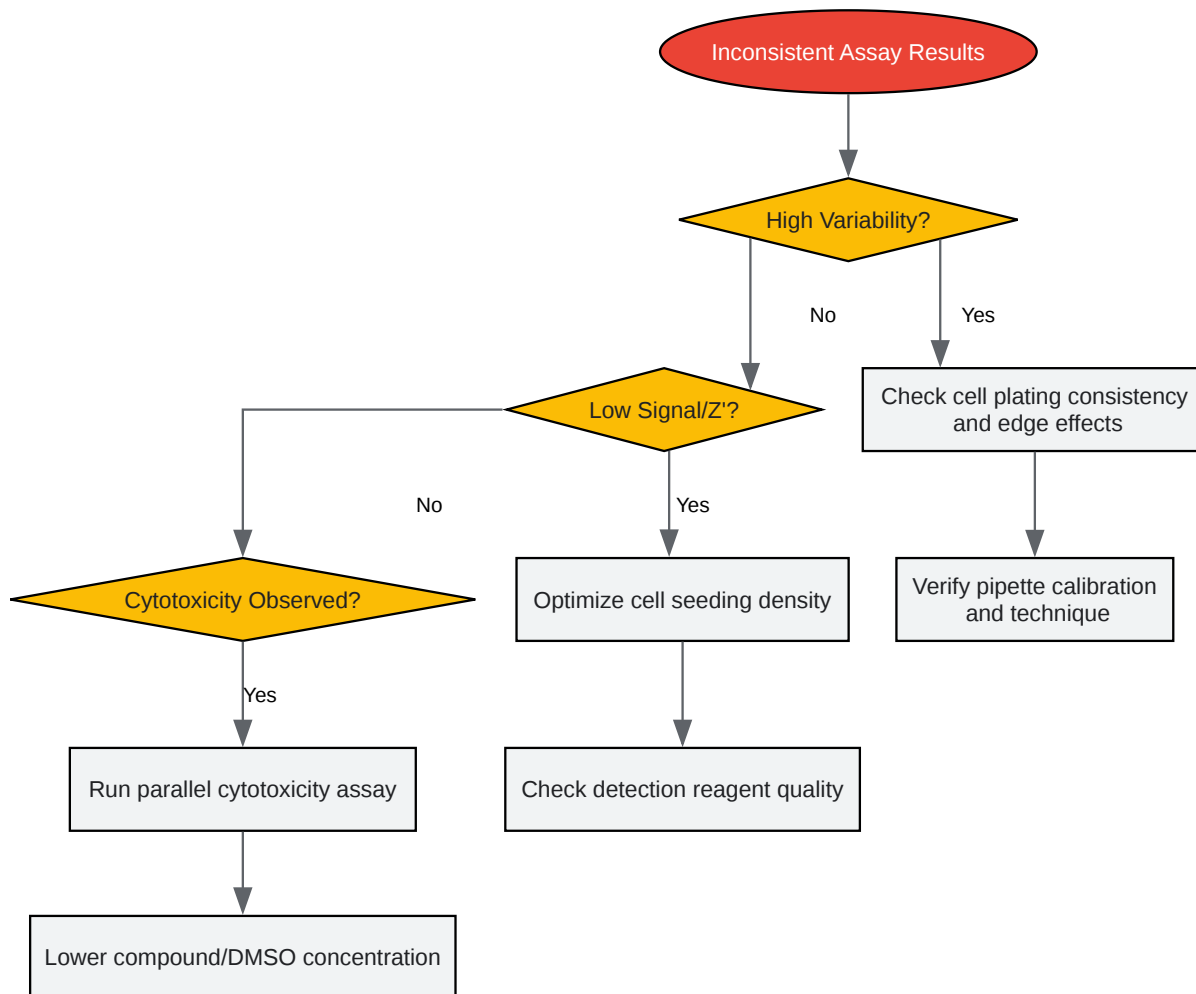 Inconsistent Assay Results
High Variability?
No
Yes
Low Signal/Z'?
Check cell plating consistency
and edge effects
No
Yes
Cytotoxicity Observed?
Optimize cell seeding density
Verify pipette calibration
and technique
Yes
Run parallel cytotoxicity assay
Check detection reagent quality
Lower compound/DMSO concentration